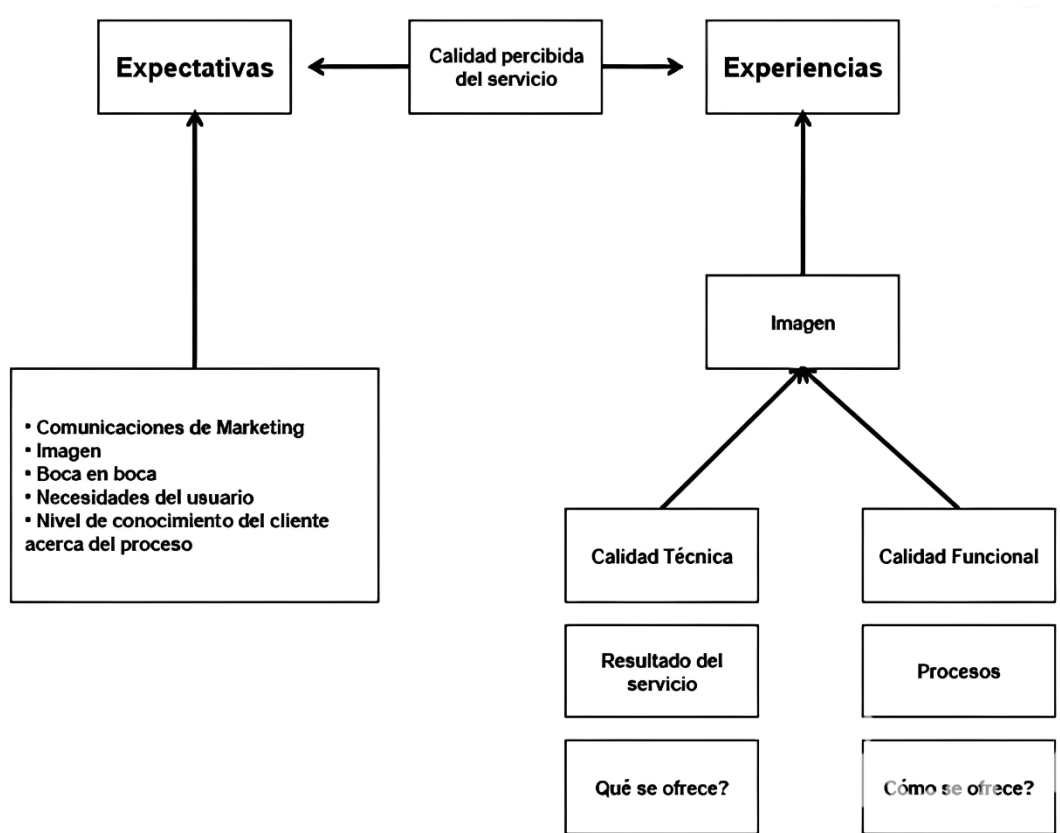 Expectativas
Calidad percibida
del servicio
Experiencias
Imagen
• Comunicaciones de Marketing
• Imagen
• Boca en boca
• Necesidades del usuario
• Nivel de conocimiento del cliente
acerca del proceso
Calidad Técnica
Calidad Funcional
Resultado del
servicio
Procesos
Qué se ofrece?
Cómo se ofrece?